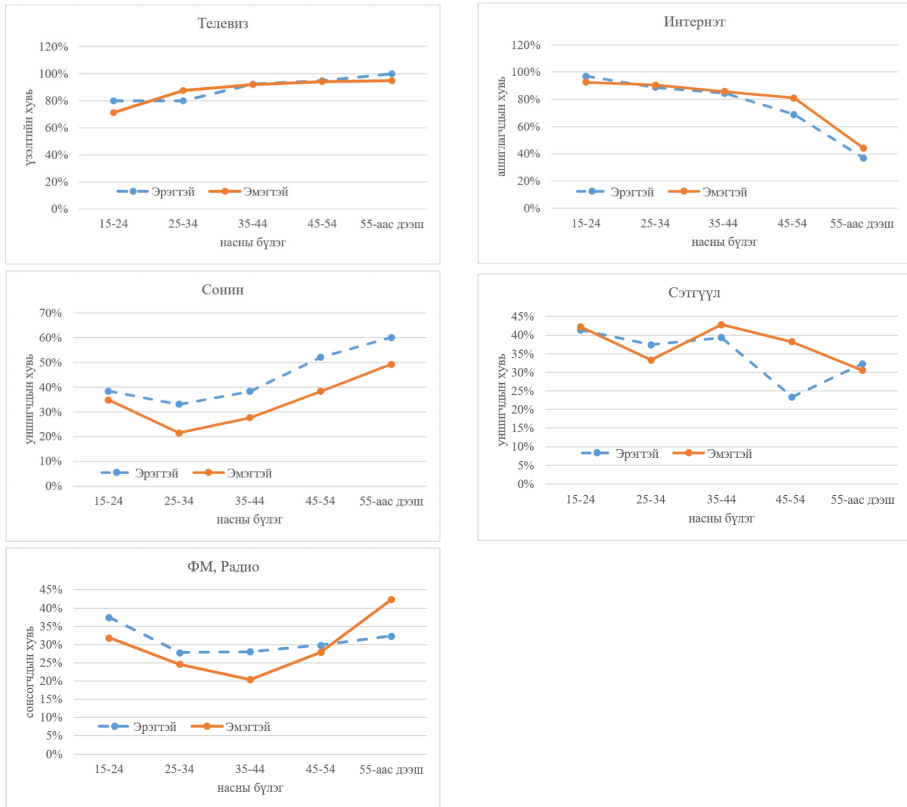 Телевиз
120%
100%
80%
60%
40%
20%
0%
үзэлтийн хувь
Эрэгтэй Эмэгтэй
15-24 25-34 35-44 45-54 55-аас дээш
насны бүлэг
Интернэт
120%
100%
80%
60%
40%
20%
0%
ашиглагчдын хувь
Эрэгтэй Эмэгтэй
15-24 25-34 35-44 45-54 55-аас дээш
насны бүлэг
Сонин
70%
60%
50%
40%
30%
20%
10%
0%
уншигчдын хувь
Эрэгтэй Эмэгтэй
15-24 25-34 35-44 45-54 55-аас дээш
насны бүлэг
Сэтгүүл
45%
40%
35%
30%
25%
20%
15%
10%
5%
0%
уншигчдын хувь
Эрэгтэй Эмэгтэй
15-24 25-34 35-44 45-54 55-аас дээш
насны бүлэг
ФМ, Радио
45%
40%
35%
30%
25%
20%
15%
10%
5%
0%
сонсогчдын хувь
Эрэгтэй Эмэгтэй
15-24 25-34 35-44 45-54 55-аас дээш
насны бүлэг